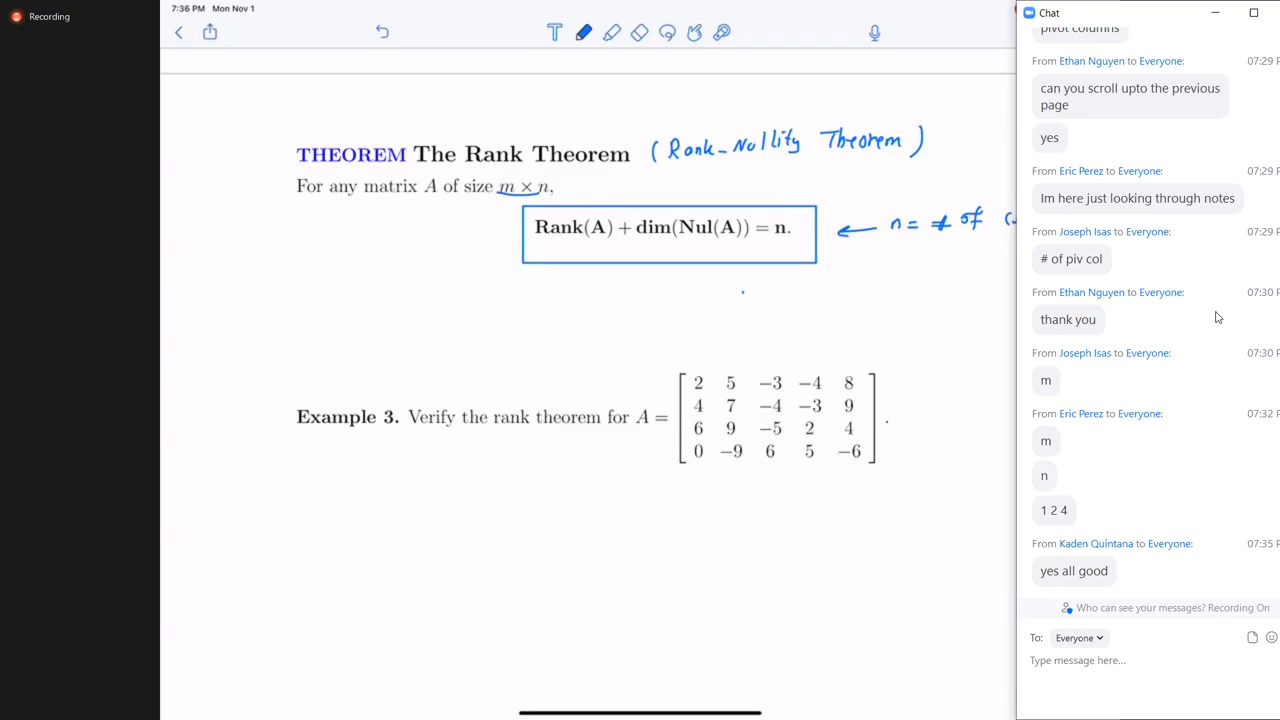 Recording
7:36 PM Mon Nov 1
THEOREM The Rank Theorem (Rank-Nullity Theorem)
For any matrix A of size m × n,
Rank(A) + dim(Nul(A)) = n. ← n = # of
Example 3. Verify the rank theorem for A =
2 5 −3 −4 8
4 7 −4 −3 9
6 9 −5 2 4
0 −9 6 5 −6
.
Chat
pivot columns
From Ethan Nguyen to Everyone: 07:29
can you scroll upto the previous
page
yes
From Eric Perez to Everyone: 07:29
Im here just looking through notes
From Joseph Isas to Everyone: 07:29
# of piv col
From Ethan Nguyen to Everyone: 07:30
thank you
From Joseph Isas to Everyone: 07:30
m
From Eric Perez to Everyone: 07:32
m
n
1 2 4
From Kaden Quintana to Everyone: 07:35
yes all good
Who can see your messages? Recording On
To: Everyone
Type message here...